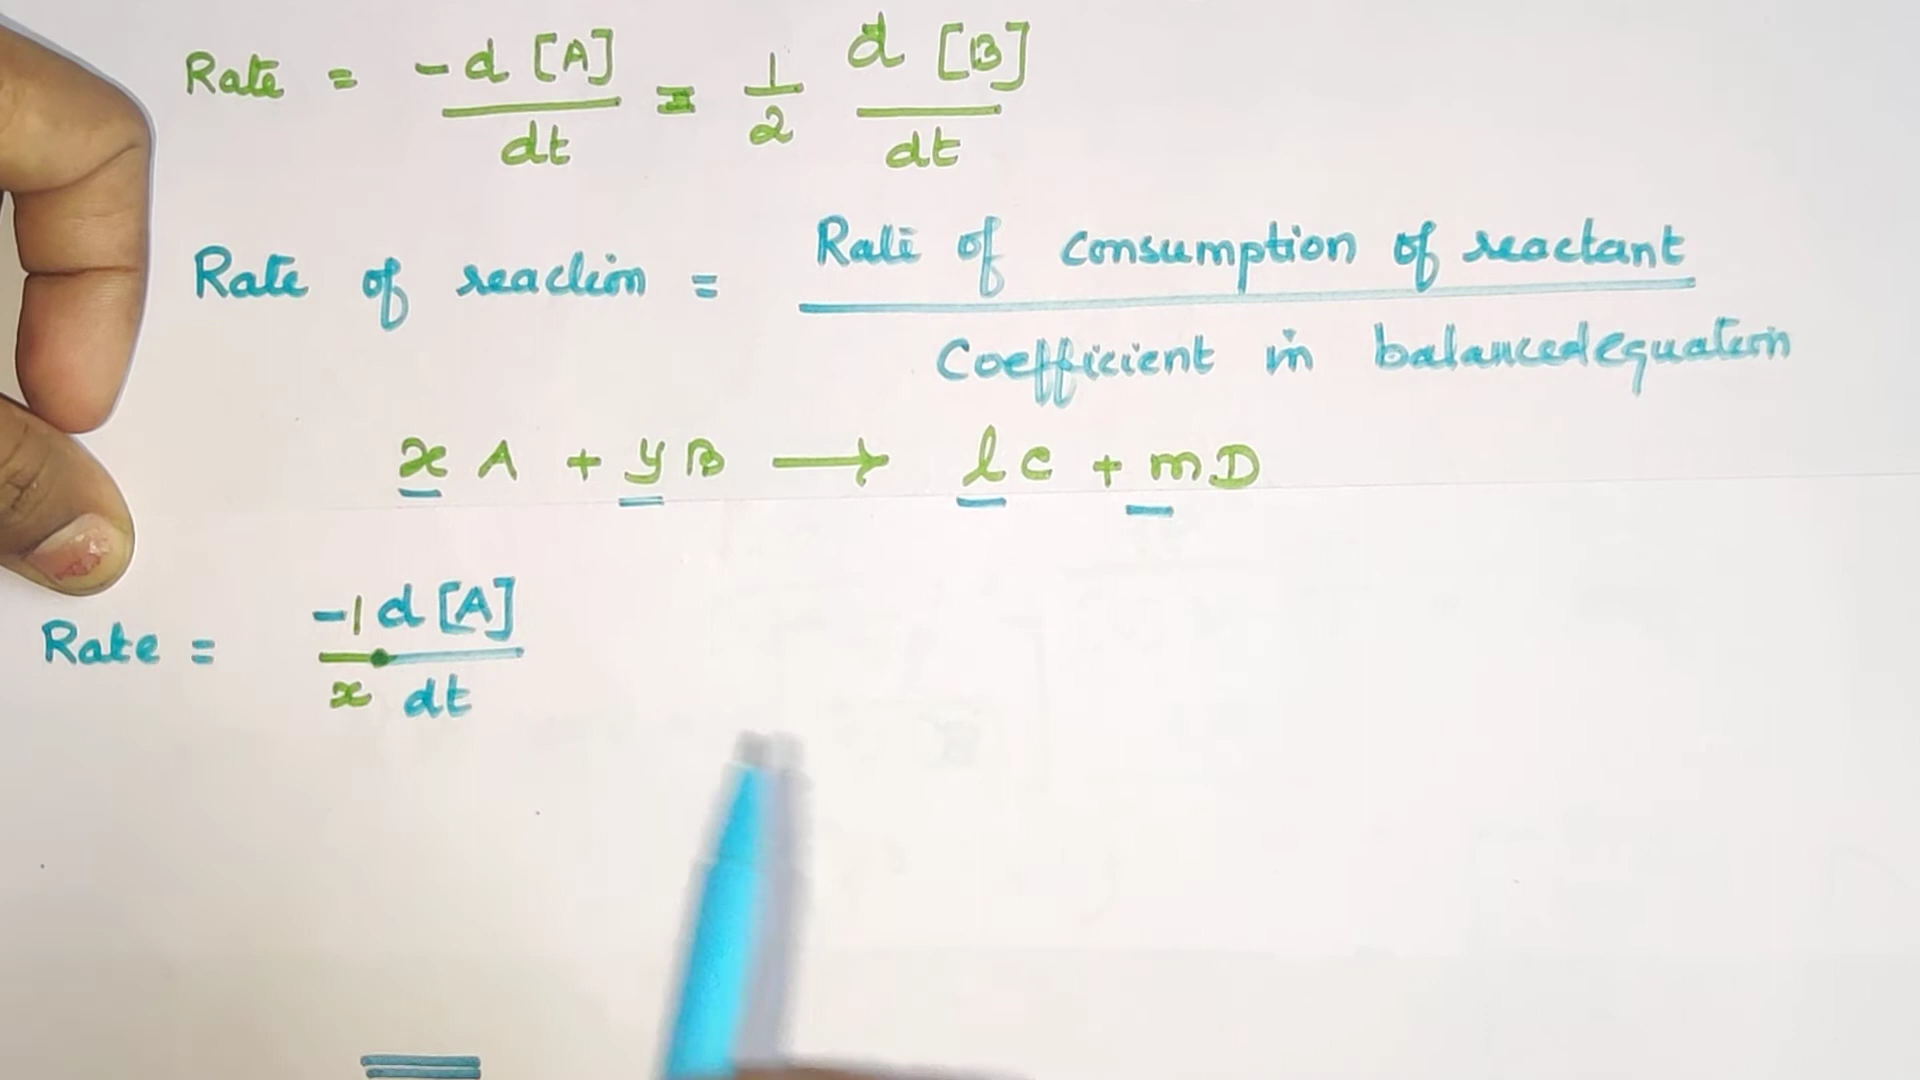 Rate = -d [A]/dt = 1/2 d [B]/dt
Rate of reaction = Rate of consumption of reactant / Coefficient in balanced equation
x A + y B → l C + m D
Rate = -1/x d [A]/dt